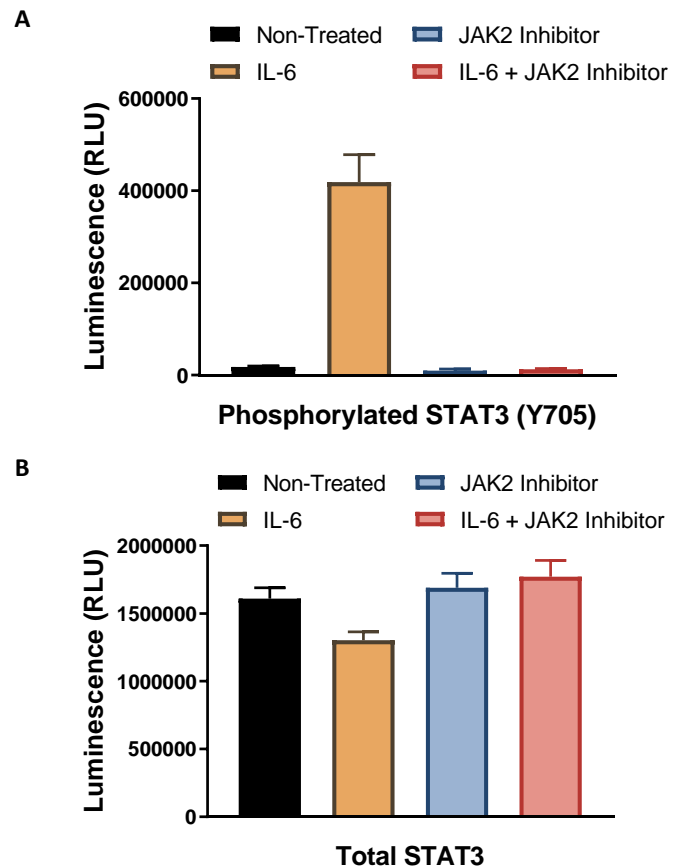 A
Non-Treated JAK2 Inhibitor
IL-6 IL-6 + JAK2 Inhibitor
Luminescence (RLU)
600000
400000
200000
0
Phosphorylated STAT3 (Y705)
B
Non-Treated JAK2 Inhibitor
IL-6 IL-6 + JAK2 Inhibitor
Luminescence (RLU)
2000000
1500000
1000000
500000
0
Total STAT3